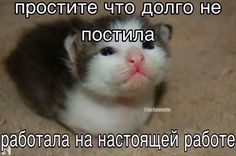 простите что долго не
постила
работала на настоящей работе